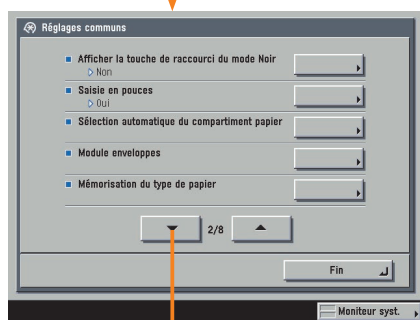 Réglages communs
Afficher la touche de raccourci du mode Noir
Non
Saisie en pouces
Oui
Sélection automatique du compartiment papier
Module enveloppes
Mémorisation du type de papier
2/8
Fin
Moniteur syst.